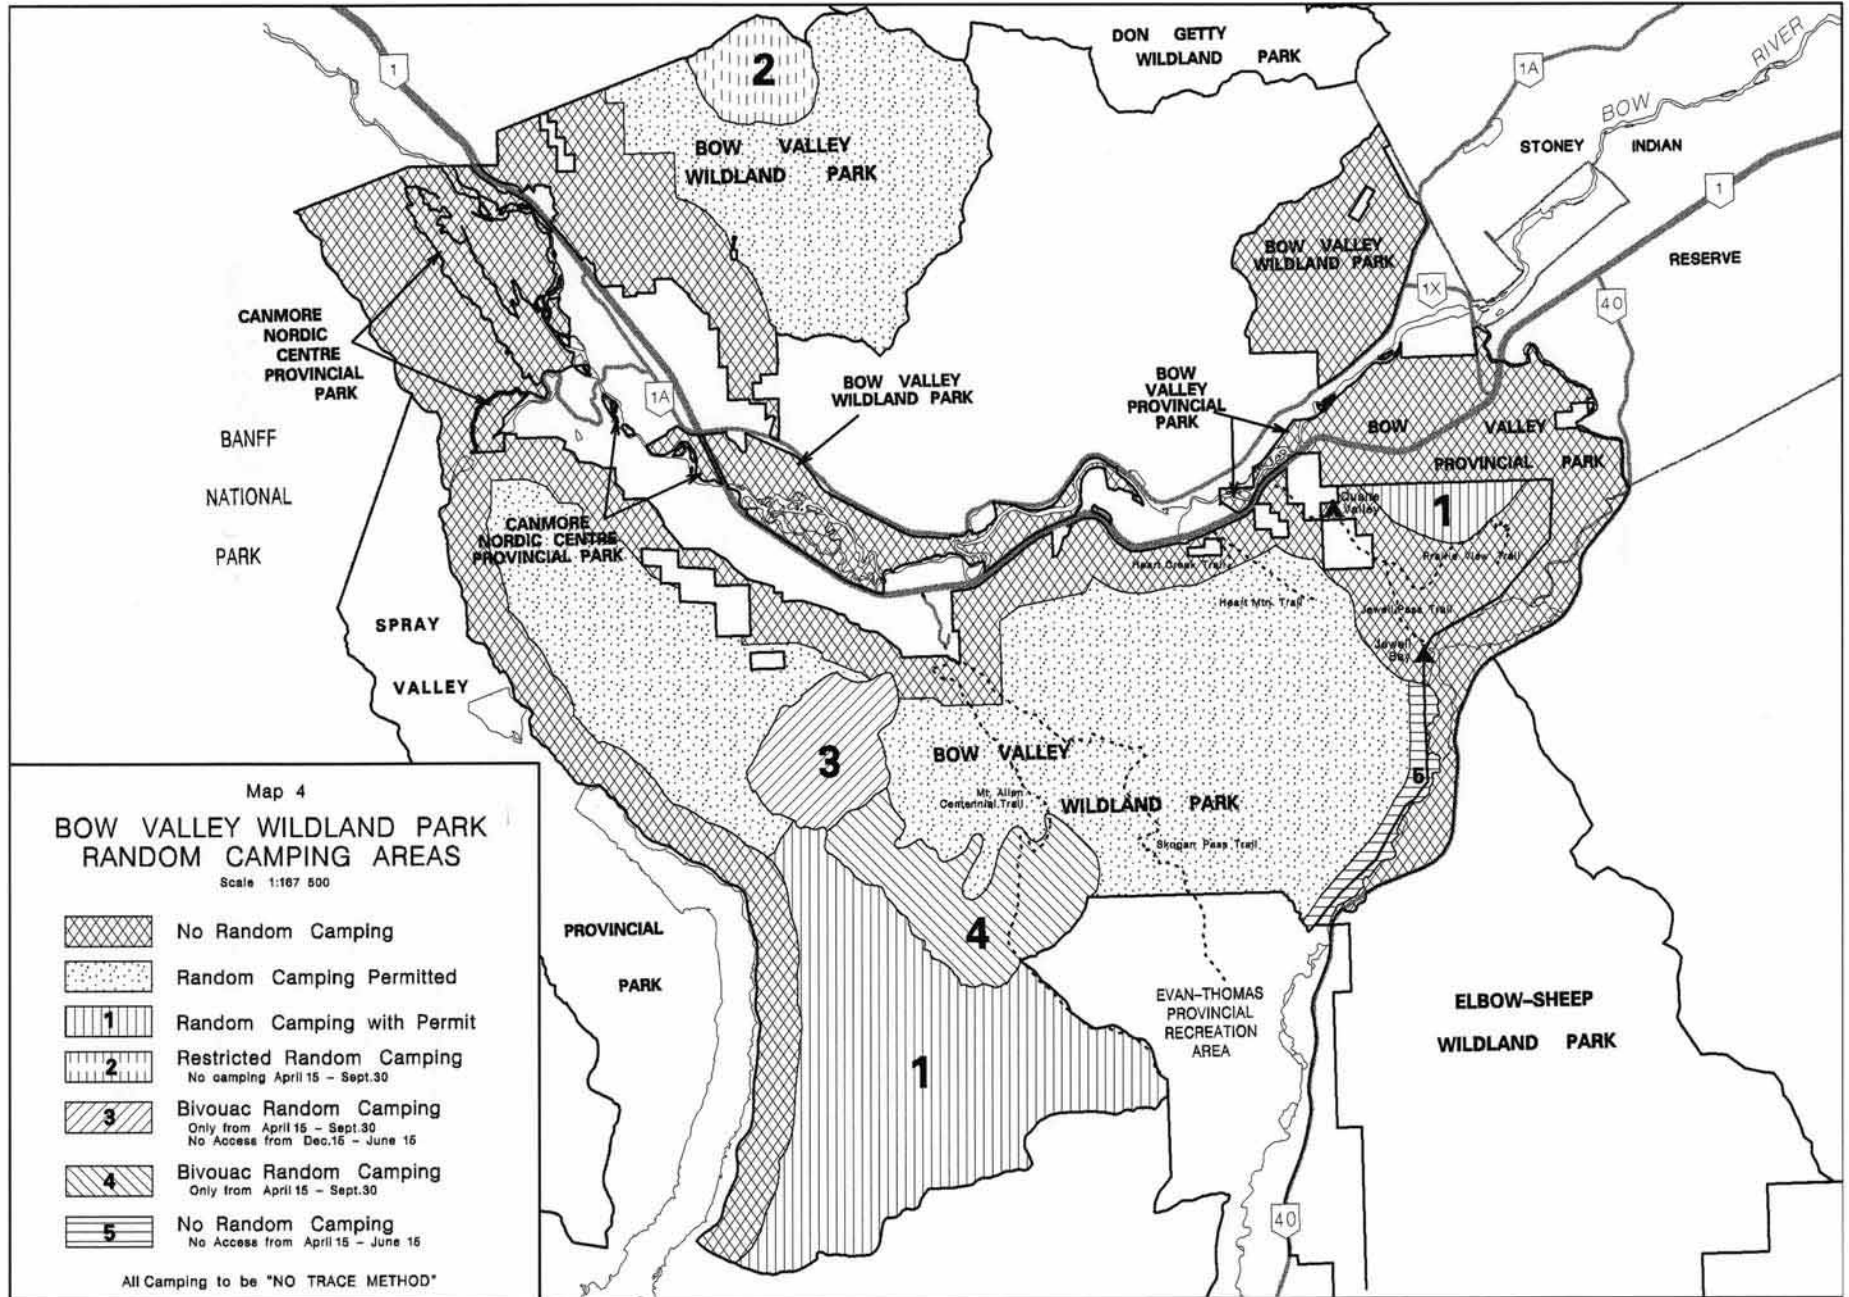 1
2
DON GETTY
WILDLAND PARK
1A
BOW
RIVER
STONEY INDIAN
1
RESERVE
BOW VALLEY
WILDLAND PARK
BOW VALLEY
WILDLAND PARK
1X
40
CANMORE
NORDIC
CENTRE
PROVINCIAL
PARK
1A
BOW VALLEY
WILDLAND PARK
BOW
VALLEY
PROVINCIAL
PARK
BOW VALLEY
PROVINCIAL PARK
BANFF
NATIONAL
PARK
CANMORE
NORDIC CENTRE
PROVINCIAL PARK
Quaite
Valley
1
Prairie View Trail
Heart Creek Trail
Heart Mtn. Trail
Jewell Pass Trail
Jewell
Bay
SPRAY
VALLEY
3
BOW VALLEY
WILDLAND PARK
Mt. Allan
Centennial Trail
Skogan Pass Trail
5
4
PROVINCIAL
PARK
EVAN-THOMAS
PROVINCIAL
RECREATION
AREA
ELBOW-SHEEP
WILDLAND PARK
1
40
Map 4
BOW VALLEY WILDLAND PARK
RANDOM CAMPING AREAS
Scale 1:167 500
No Random Camping
Random Camping Permitted
1 Random Camping with Permit
2 Restricted Random Camping
No camping April 15 - Sept.30
3 Bivouac Random Camping
Only from April 15 - Sept.30
No Access from Dec.15 - June 15
4 Bivouac Random Camping
Only from April 15 - Sept.30
5 No Random Camping
No Access from April 15 - June 15
All Camping to be "NO TRACE METHOD"